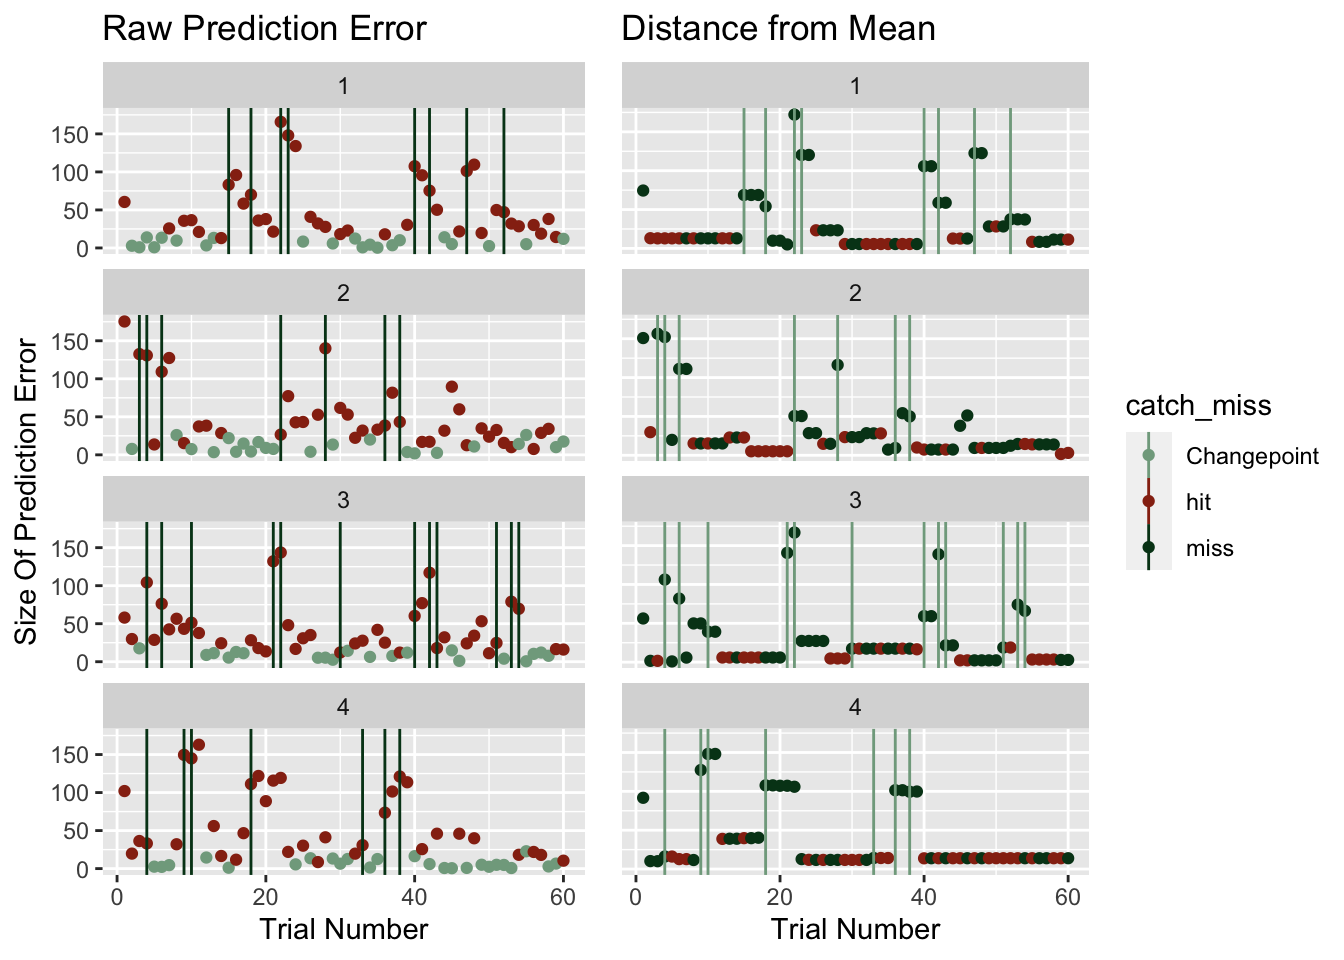 Raw Prediction Error
Distance from Mean
1
1
150
100
50
0
2
2
150
100
50
0
3
3
150
100
50
0
4
4
150
100
50
0
0 20 40 60
0 20 40 60
Trial Number
Trial Number
Size Of Prediction Error
catch_miss
Changepoint
hit
miss